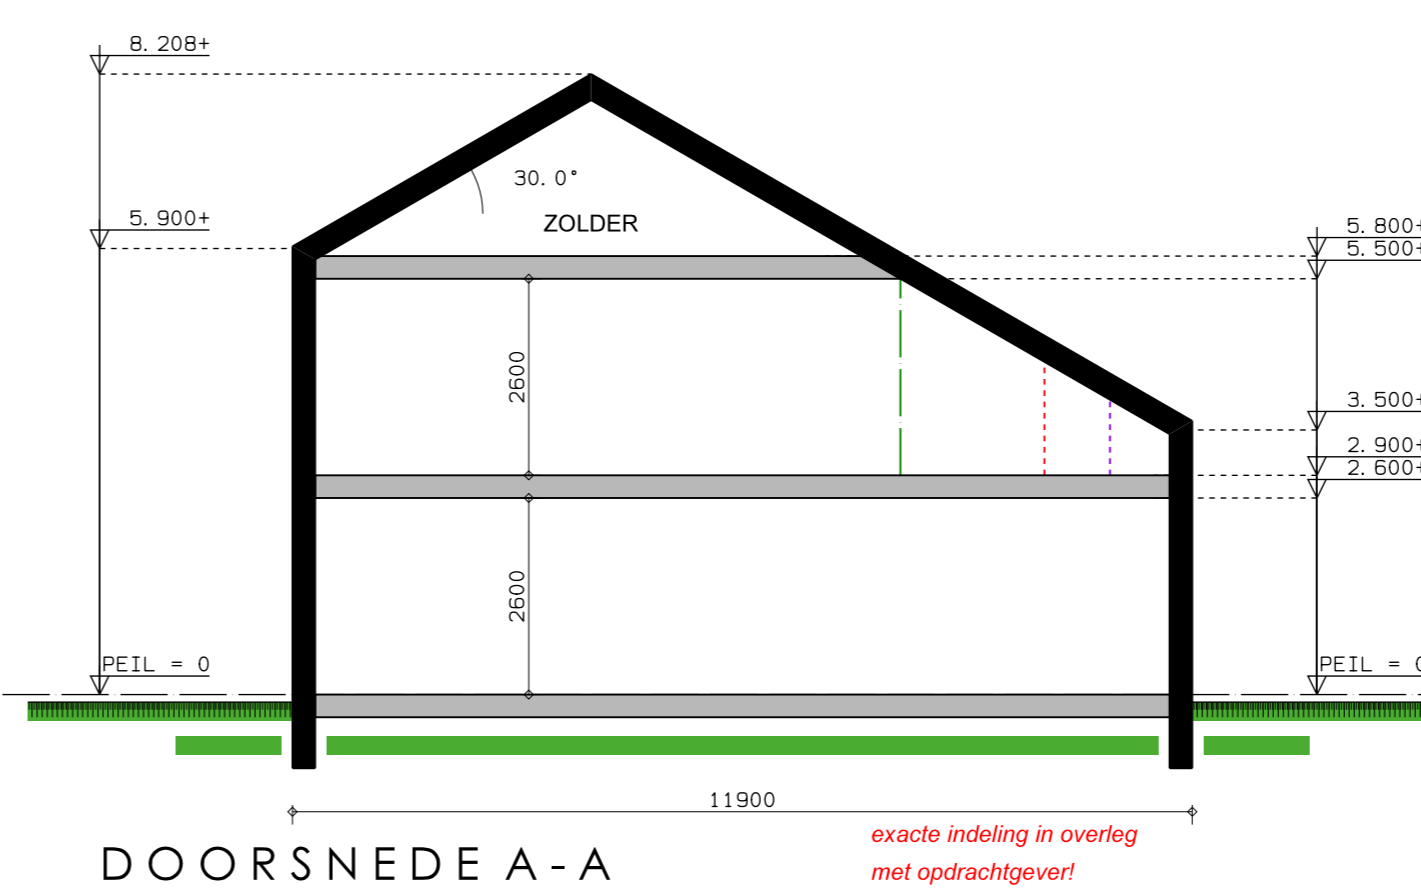 8.208+
30.0°
ZOLDER
5.900+
5.800+
5.500+
2600
3.500+
2.900+
2.600+
2600
PEIL = 0
PEIL = 0
11900
exacte indeling in overleg
met opdrachtgever!
DOORSNEDE A-A